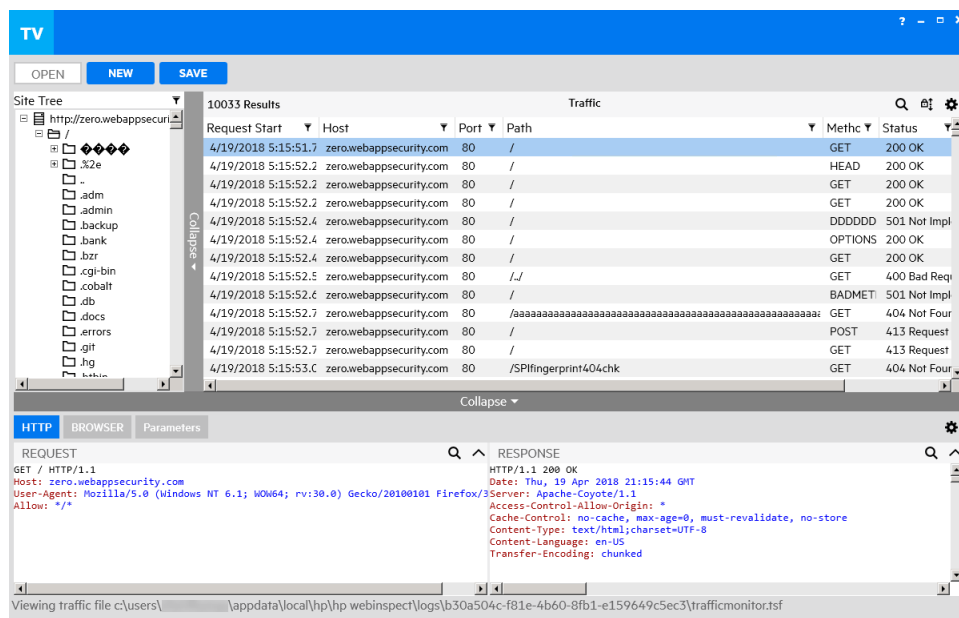 TV
?
OPEN NEW SAVE
Site Tree
http://zero.webappsecuri
/
����
.%2e
..
.adm
.admin
.backup
.bank
.bzr
.cgi-bin
.cobalt
.db
.docs
.errors
.git
.hg
Collapse
10033 Results Traffic
Request Start Host Port Path Methc Status
4/19/2018 5:15:51.7 zero.webappsecurity.com 80 / GET 200 OK
4/19/2018 5:15:52.2 zero.webappsecurity.com 80 / HEAD 200 OK
4/19/2018 5:15:52.2 zero.webappsecurity.com 80 / GET 200 OK
4/19/2018 5:15:52.2 zero.webappsecurity.com 80 / GET 200 OK
4/19/2018 5:15:52.4 zero.webappsecurity.com 80 / DDDDDD 501 Not Impl
4/19/2018 5:15:52.4 zero.webappsecurity.com 80 / OPTIONS 200 OK
4/19/2018 5:15:52.4 zero.webappsecurity.com 80 / GET 200 OK
4/19/2018 5:15:52.5 zero.webappsecurity.com 80 /../ GET 400 Bad Requ
4/19/2018 5:15:52.6 zero.webappsecurity.com 80 / BADMETI 501 Not Impl
4/19/2018 5:15:52.7 zero.webappsecurity.com 80 GET 404 Not Four
4/19/2018 5:15:52.7 zero.webappsecurity.com 80 / POST 413 Request
4/19/2018 5:15:52.7 zero.webappsecurity.com 80 / GET 413 Request
4/19/2018 5:15:53.0 zero.webappsecurity.com 80 /SPIfingerprint404chk GET 404 Not Four
Collapse
HTTP BROWSER Parameters
REQUEST
GET / HTTP/1.1
Host: zero.webappsecurity.com
User-Agent: Mozilla/5.0 (Windows NT 6.1; WOW64; rv:30.0) Gecko/20100101 Firefox/3
Allow: */*
RESPONSE
HTTP/1.1 200 OK
Date: Thu, 19 Apr 2018 21:15:44 GMT
Server: Apache-Coyote/1.1
Access-Control-Allow-Origin: *
Cache-Control: no-cache, max-age=0, must-revalidate, no-store
Content-Type: text/html;charset=UTF-8
Content-Language: en-US
Transfer-Encoding: chunked
Viewing traffic file c:\users\ \appdata\local\hp\hp webinspect\logs\b30a504c-f81e-4b60-8fb1-e159649c5ec3\trafficmonitor.tsf